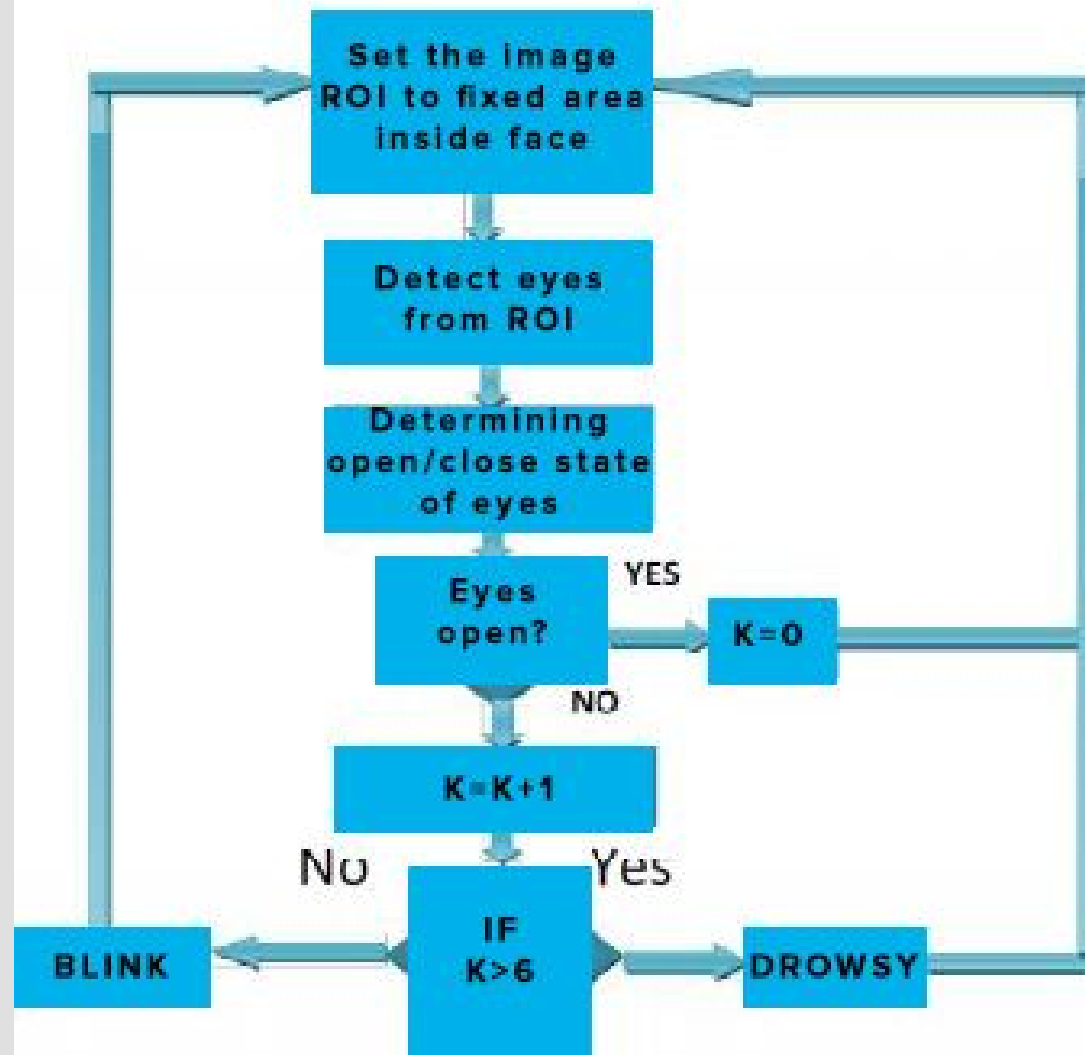 Set the image
ROI to fixed area
inside face
Detect eyes
from ROI
Determining
open/close state
of eyes
Eyes
open?
YES
K=0
NO
K=K+1
No
Yes
IF
K>6
BLINK
DROWSY